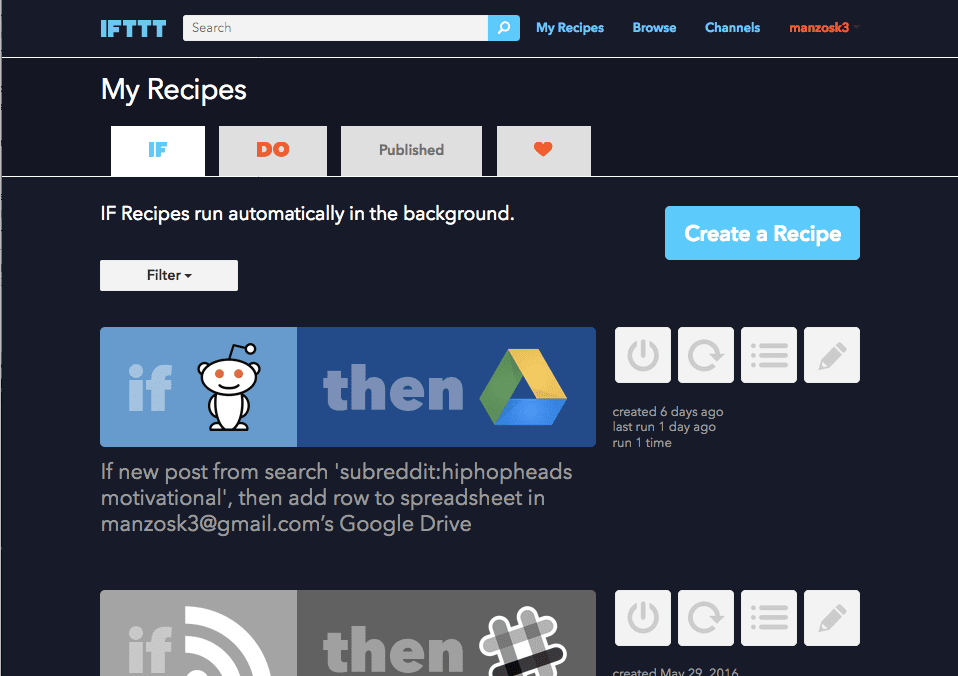 IFTTT
Search
My Recipes
Browse
Channels
manzosk3
My Recipes
IF
DO
Published
IF Recipes run automatically in the background.
Create a Recipe
Filter
if
then
created 6 days ago
last run 1 day ago
run 1 time
If new post from search 'subreddit:hiphopheads
motivational', then add row to spreadsheet in
manzosk3@gmail.com’s Google Drive
if
then
created May 29, 2016